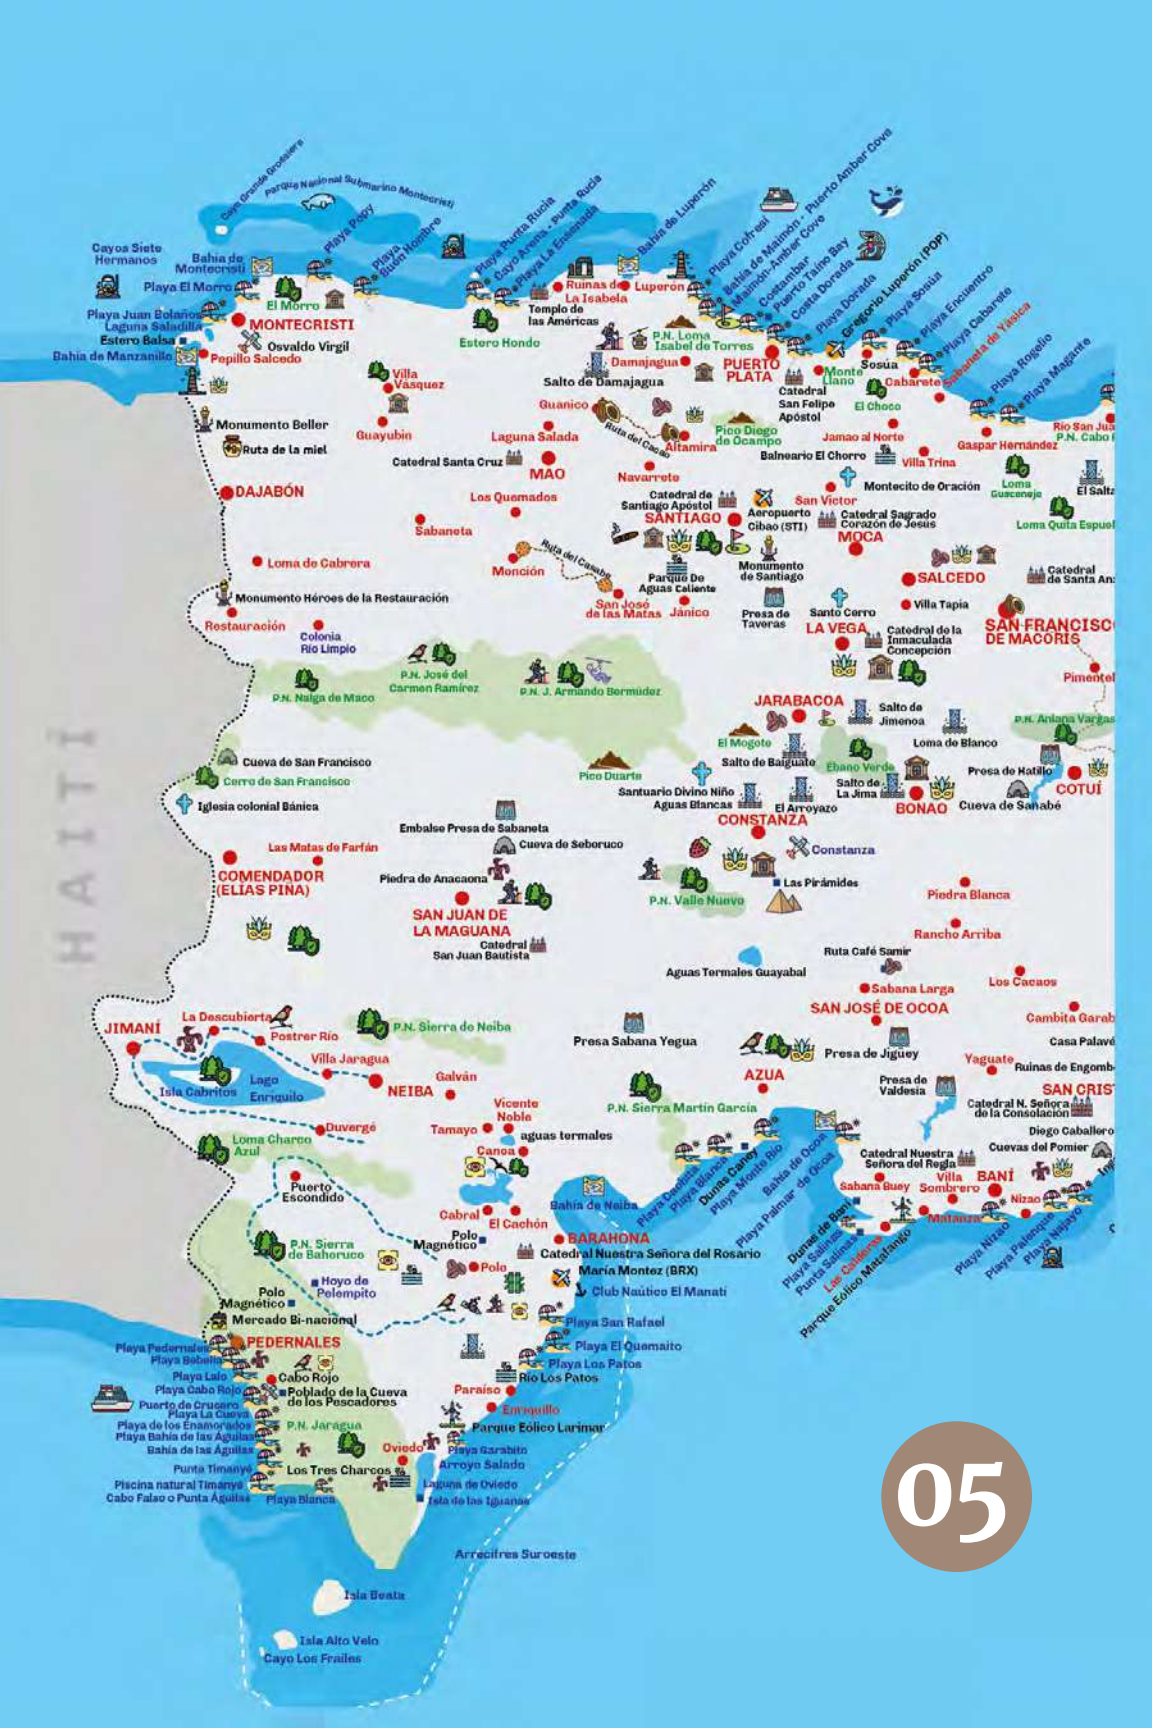 Cayo Grande Groesiers
Parque Nacional Submarino Montecristi
Cayos Siete
Hermanos
Bahía de
Montecristi
Playa Popy
Playa
Buen Hombre
Playa El Morro
Playa Juan Bolaños
Laguna Saladilla
Estero Balsa
Bahía de Manzanillo
El Morro
MONTECRISTI
Osvaldo Virgil
Pepillo Salcedo
Playa Punta Rucia
Cayo Arena - Punta Rucia
Playa La Ensenada
Bahía de Luperón
Playa Cofresí
Bahía de Maimón - Puerto Amber Cove
Maimón-Amber Cove
Costambar
Puerto Taíno Bay
Costa Dorada
Playa Dorada
Gregorio Luperón (POP)
Playa Sosúa
Playa Encuentro
Playa Cabarete
Sabaneta de Yásica
Playa Rogelio
Playa Magante
Ruinas de
La Isabela
Luperón
Templo de
las Américas
Estero Hondo
P.N. Loma
Isabel de Torres
Damajagua
Salto de Damajagua
PUERTO
PLATA
Monte
Llano
Sosúa
Cabarete
Catedral
San Felipe
Apóstol
El Choco
Villa
Vásquez
Guayubín
Monumento Beller
Ruta de la miel
Guanico
Ruta del Cacao
Altamira
Pico Diego
de Ocampo
Jamao al Norte
Río San Jua
P.N. Cabo F
Gaspar Hernández
Laguna Salada
Catedral Santa Cruz
MAO
Navarrete
Balneario El Chorro
Villa Trina
Loma
Guaconejo
El Salto
DAJABÓN
Los Quemados
Catedral de
Santiago Apóstol
SANTIAGO
Aeropuerto
Cibao (STI)
San Víctor
Montecito de Oración
Catedral Sagrado
Corazón de Jesús
MOCA
Loma Quita Espuel
Sabaneta
Loma de Cabrera
Monción
Ruta del Casabe
Parque De
Aguas Caliente
Monumento
de Santiago
SALCEDO
Catedral
de Santa An
Monumento Héroes de la Restauración
Restauración
San José
de las Matas
Jánico
Presa de
Taveras
Santo Cerro
Villa Tapia
LA VEGA
Catedral de la
Inmaculada
Concepción
SAN FRANCISC
DE MACORÍS
Colonia
Río Limpio
P.N. Nalga de Maco
P.N. José del
Carmen Ramírez
P.N. J. Armando Bermúdez
Pimentel
JARABACOA
Salto de
Jimenoa
P.N. Aniana Vargas
El Mogote
Salto de Baiguate
Loma de Blanco
Ebano Verde
HAITÍ
Cueva de San Francisco
Cerro de San Francisco
Iglesia colonial Bánica
Pico Duarte
Santuario Divino Niño
Aguas Blancas
El Arroyazo
Salto de
La Jima
BONAO
Presa de Hatillo
COTUÍ
Cueva de Sanabé
CONSTANZA
Embalse Presa de Sabaneta
Cueva de Seboruco
Constanza
Las Matas de Farfán
COMENDADOR
(ELÍAS PIÑA)
Piedra de Anacaona
Las Pirámides
P.N. Valle Nuevo
Piedra Blanca
SAN JUAN DE
LA MAGUANA
Catedral
San Juan Bautista
Rancho Arriba
Aguas Termales Guayabal
Ruta Café Samir
Sabana Larga
Los Cacaos
SAN JOSÉ DE OCOA
Cambita Garab
JIMANÍ
La Descubierta
Postrer Río
P.N. Sierra de Neiba
Presa Sabana Yegua
Presa de Jigüey
Casa Palavé
Villa Jaragua
NEIBA
Galván
AZUA
Yaguate
Ruinas de Engomb
Presa de
Valdesia
SAN CRIS
Isla Cabritos
Lago
Enriquillo
P.N. Sierra Martín García
Catedral N. Señora
de la Consolación
Vicente
Noble
Tamayo
aguas termales
Duvergé
Diego Caballero
Loma Charco
Azul
Canoa
Catedral Nuestra
Señora del Regla
Cuevas del Pomier
Puerto
Escondido
Playa Caobita
Playa Blanca
Dunas Caney
Playa Monte Río
Bahía de Ocoa
Playa Palmar de Ocoa
Sabana Buey
Villa
Sombrero
BANÍ
Nizao
Matanza
Bahía de Neiba
Cabral
El Cachón
BARAHONA
Polo
Magnético
Catedral Nuestra Señora del Rosario
María Montez (BRX)
Club Naútico El Manatí
P.N. Sierra
de Bahoruco
Polo
Hoyo de
Pelempito
Dunas de Baní
Playa Salinas
Punta Salinas
Las Calderas
Parque Eólico Matafango
Playa Nizao
Playa Palenque
Playa Najayo
Polo
Magnético
Mercado Bi-nacional
Playa San Rafael
PEDERNALES
Playa Pedernales
Playa Bebelta
Playa Lalo
Playa Cabo Rojo
Puerto de Crucero
Playa La Cueva
Playa de los Enamorados
Playa Bahía de las Águilas
Bahía de las Águilas
Punta Timanyé
Piscina natural Timanyé
Cabo Falso o Punta Águilas
Cabo Rojo
Poblado de la Cueva
de los Pescadores
Playa El Quemaito
Playa Los Patos
Río Los Patos
Paraíso
Enriquillo
Parque Eólico Larimar
P.N. Jaragua
Oviedo
Playa Garabito
Arroyo Salado
Los Tres Charcos
Laguna de Oviedo
Isla de las Iguanas
Playa Blanca
05
Arrecifres Suroeste
Isla Beata
Isla Alto Velo
Cayo Los Frailes